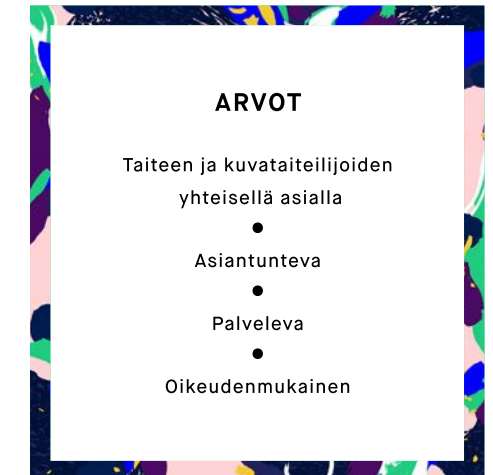 ARVOT
Taiteen ja kuvataiteilijoiden
yhteisellä asialla
●
Asiantunteva
●
Palveleva
●
Oikeudenmukainen